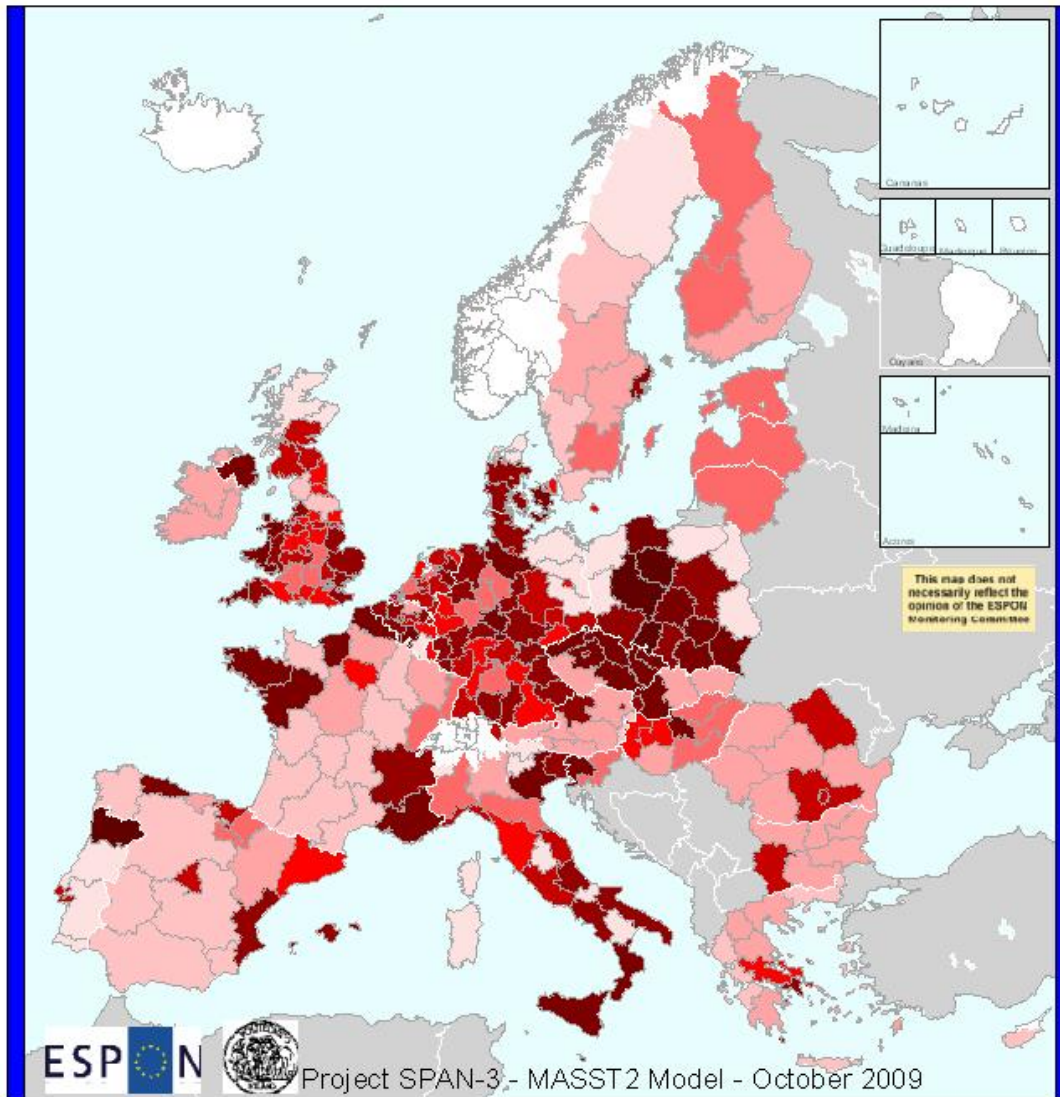 Canarias
Guadeloupe Martinique Réunion
Guyane
Madeira
Acores
This map does not
necessarily reflect the
opinion of the ESPON
Monitoring Committee
ESPON
Project SPAN-3 - MASST2 Model - October 2009